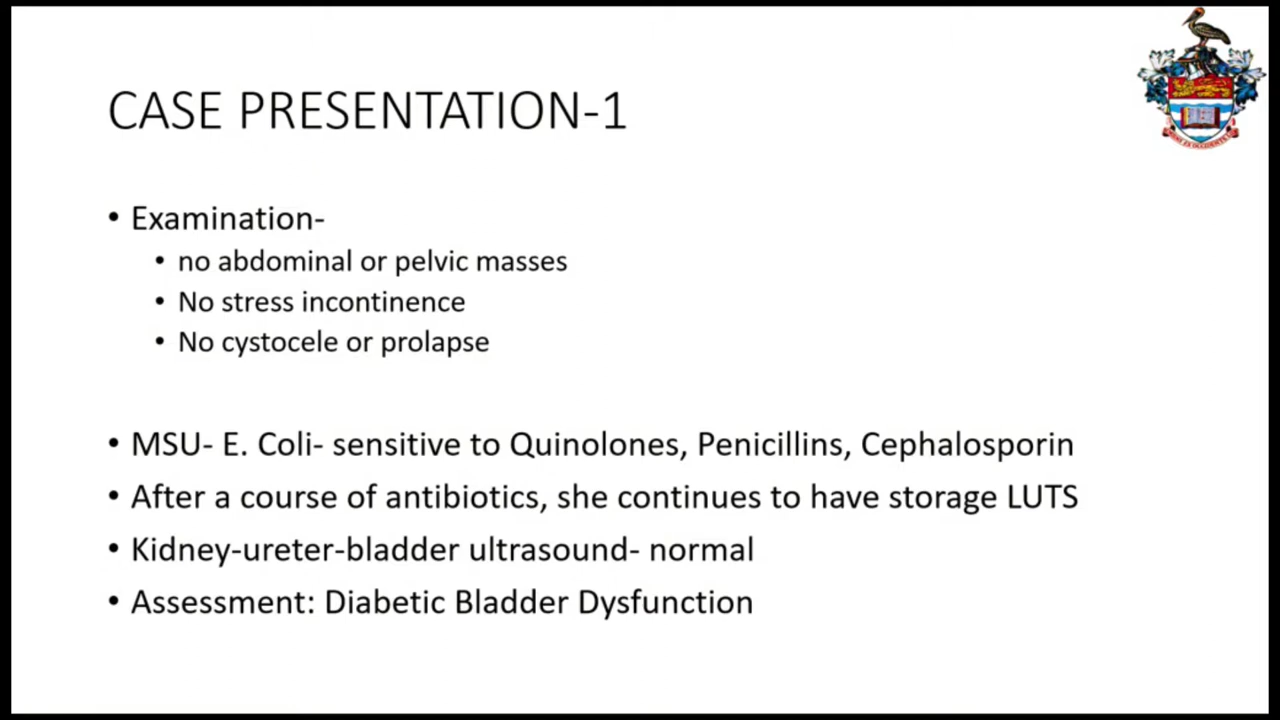 CASE PRESENTATION-1
• Examination-
• no abdominal or pelvic masses
• No stress incontinence
• No cystocele or prolapse
• MSU- E. Coli- sensitive to Quinolones, Penicillins, Cephalosporin
• After a course of antibiotics, she continues to have storage LUTS
• Kidney-ureter-bladder ultrasound- normal
• Assessment: Diabetic Bladder Dysfunction